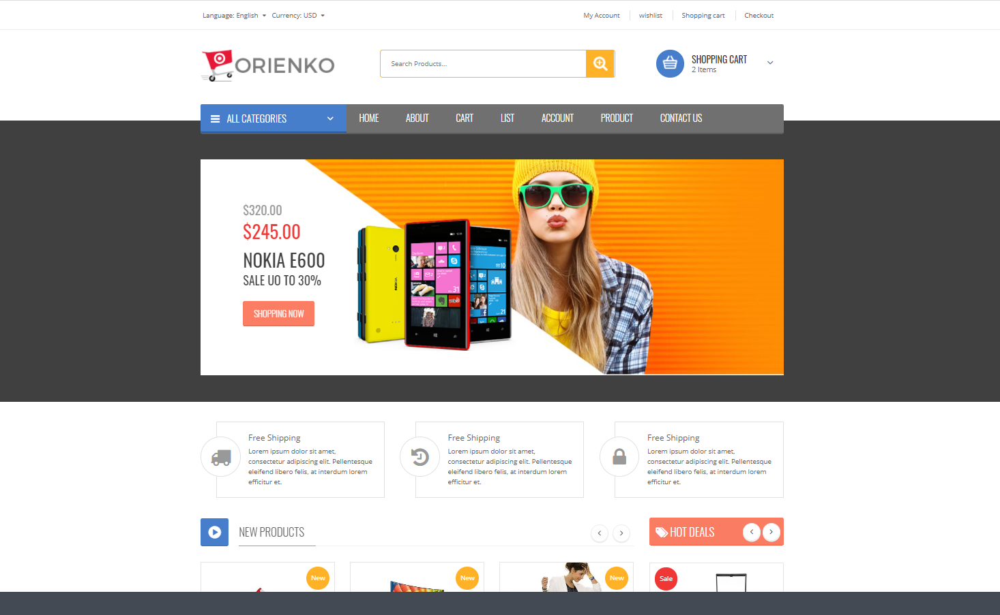 Language: English Currency: USD My Account wishlist Shopping cart Checkout
ORIENKO
Search Products...
SHOPPING CART
2 Items
ALL CATEGORIES HOME ABOUT CART LIST ACCOUNT PRODUCT CONTACT US
$320.00
$245.00
NOKIA E600
SALE UO TO 30%
SHOPPING NOW
Free Shipping
Lorem ipsum dolor sit amet,
consectetur adipiscing elit. Pellentesque
eleifend libero felis, at interdum lorem
efficitur et.
Free Shipping
Lorem ipsum dolor sit amet,
consectetur adipiscing elit. Pellentesque
eleifend libero felis, at interdum lorem
efficitur et.
Free Shipping
Lorem ipsum dolor sit amet,
consectetur adipiscing elit. Pellentesque
eleifend libero felis, at interdum lorem
efficitur et.
NEW PRODUCTS
HOT DEALS
New
New
New
Sale